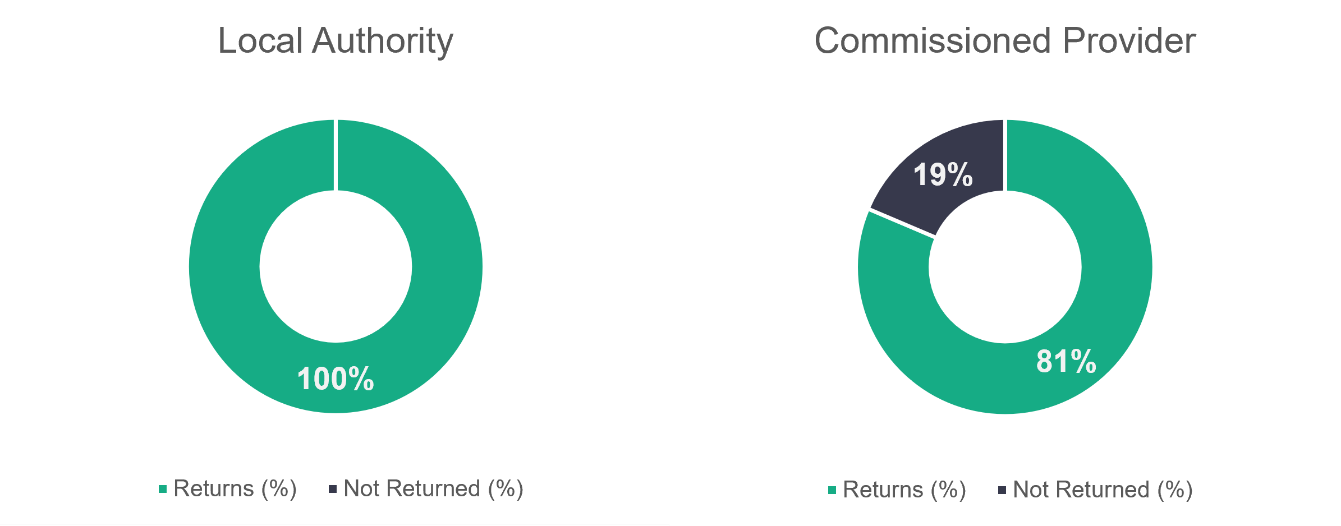 Local Authority
100%
Returns (%) Not Returned (%)
Commissioned Provider
19%
81%
Returns (%) Not Returned (%)